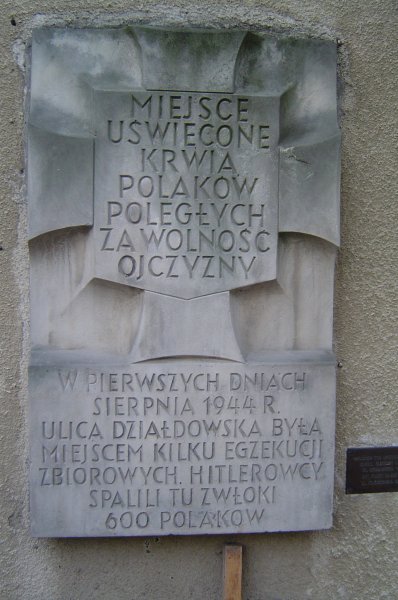 MIEJSCE
UŚWIĘCONE
KRWIĄ
POLAKÓW
POLEGŁYCH
ZA WOLNOŚĆ
OJCZYZNY
W PIERWSZYCH DNIACH
SIERPNIA 1944 R.
ULICA DZIAŁDOWSKA BYŁA
MIEJSCEM KILKU EGZEKUCJI
ZBIOROWYCH. HITLEROWCY
SPALILI TU ZWŁOKI
600 POLAKÓW